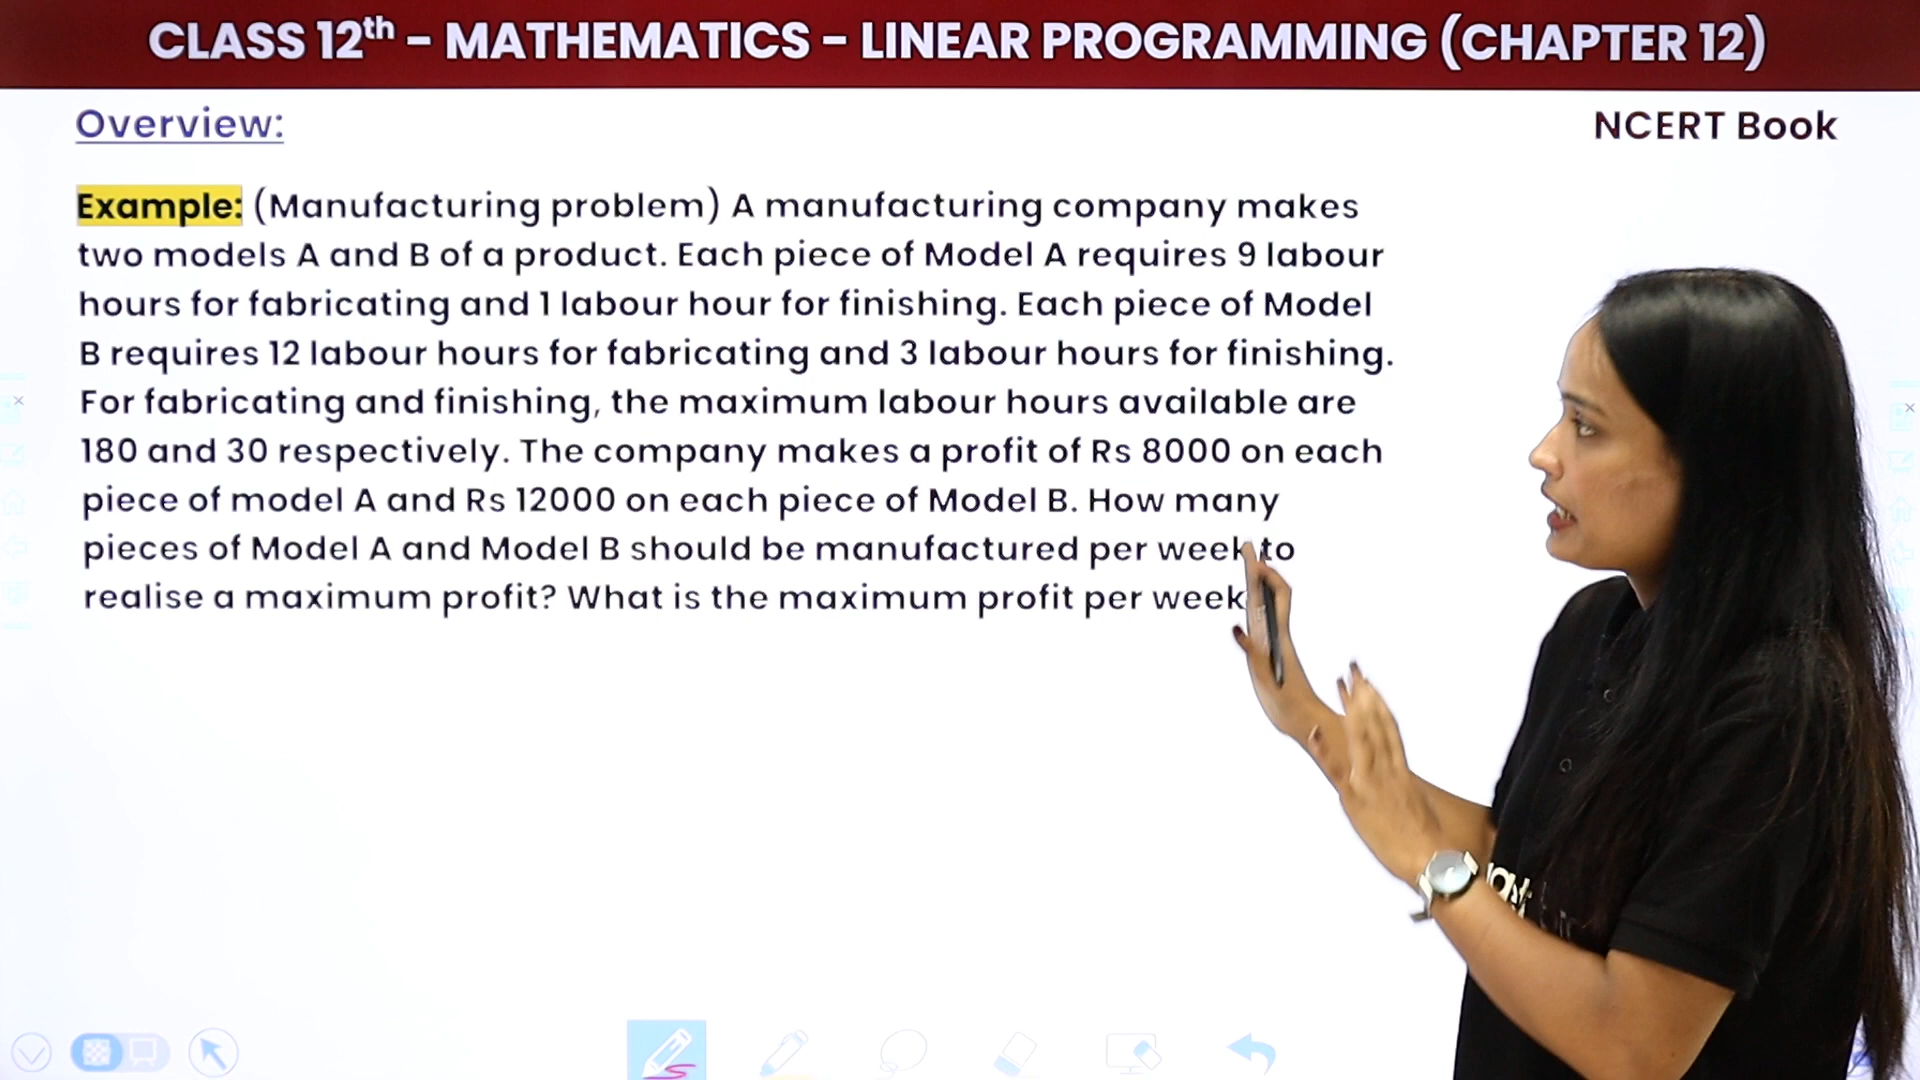 CLASS 12th - MATHEMATICS - LINEAR PROGRAMMING (CHAPTER 12)
Overview:
NCERT Book
Example: (Manufacturing problem) A manufacturing company makes
two models A and B of a product. Each piece of Model A requires 9 labour
hours for fabricating and 1 labour hour for finishing. Each piece of Model
B requires 12 labour hours for fabricating and 3 labour hours for finishing.
For fabricating and finishing, the maximum labour hours available are
180 and 30 respectively. The company makes a profit of Rs 8000 on each
piece of model A and Rs 12000 on each piece of Model B. How many
pieces of Model A and Model B should be manufactured per week to
realise a maximum profit? What is the maximum profit per week